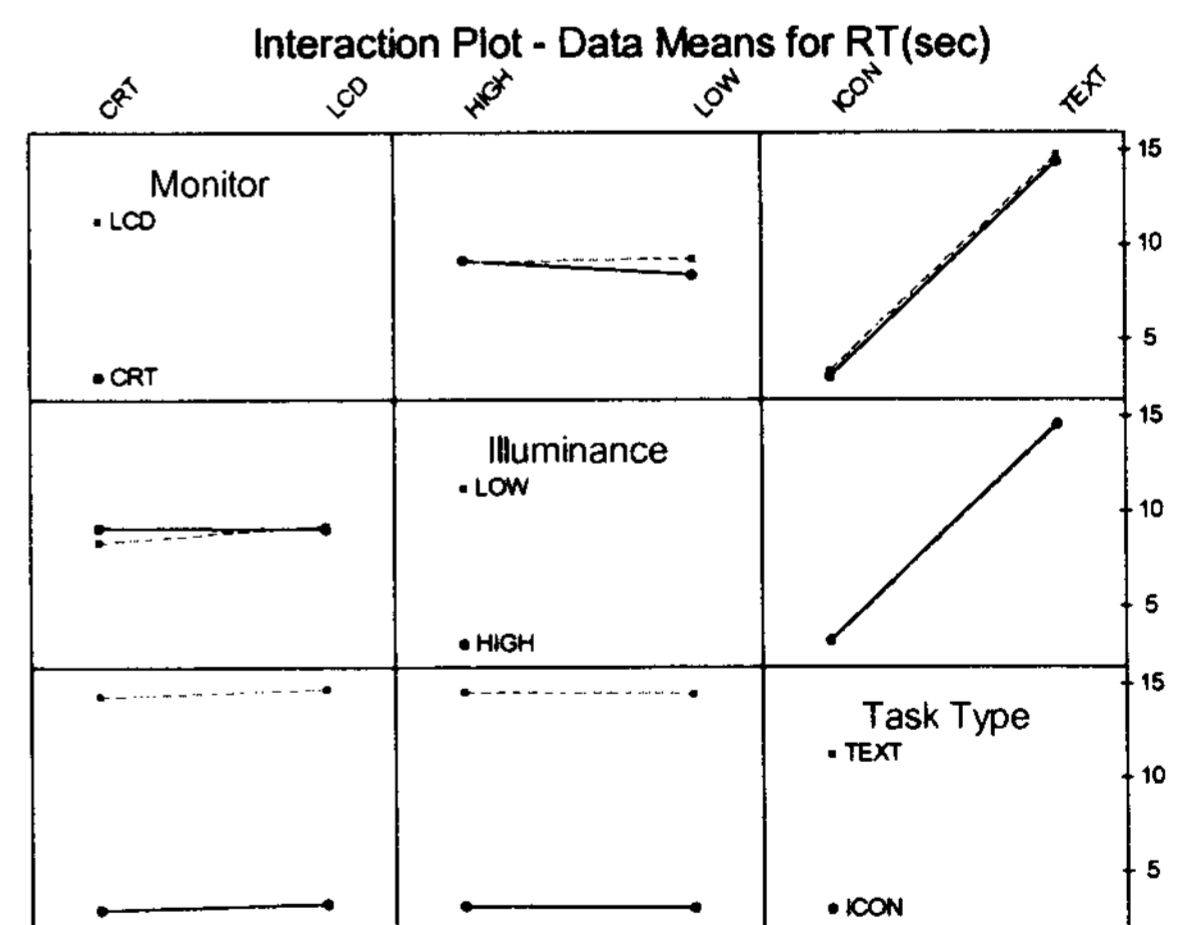 Interaction Plot - Data Means for RT(sec)
CRT LCD HIGH LOW ICON TEXT
Monitor
LCD
CRT
15
10
5
Illuminance
LOW
HIGH
15
10
5
Task Type
TEXT
ICON
15
10
5